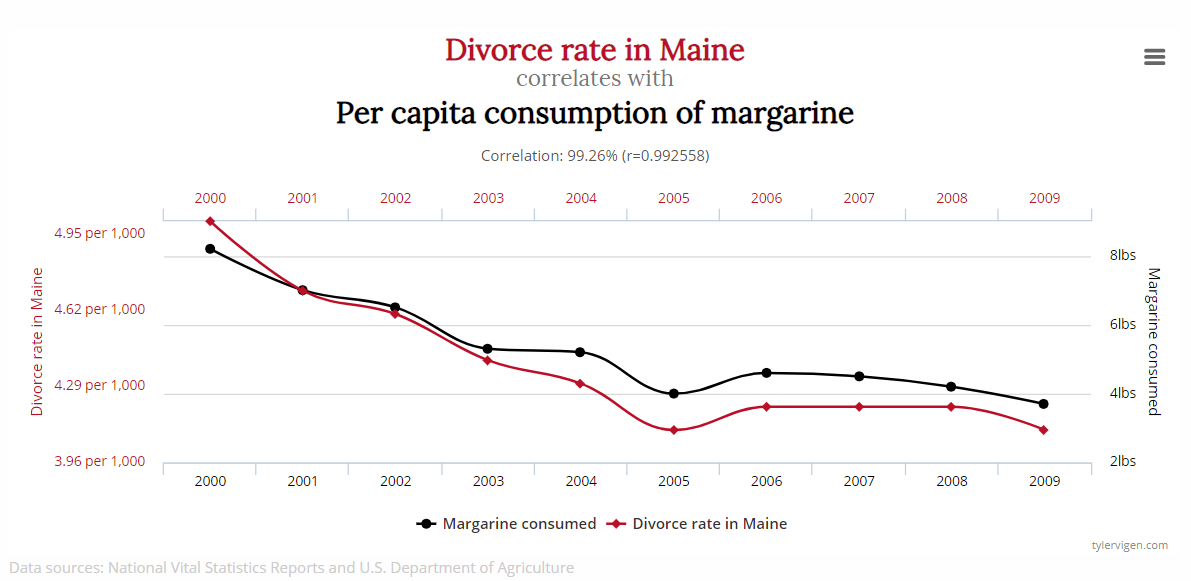 Divorce rate in Maine
correlates with
Per capita consumption of margarine
Correlation: 99.26% (r=0.992558)
2000 2001 2002 2003 2004 2005 2006 2007 2008 2009
Divorce rate in Maine
4.95 per 1,000
4.62 per 1,000
4.29 per 1,000
3.96 per 1,000
8lbs
6lbs
4lbs
2lbs
Margarine consumed
2000 2001 2002 2003 2004 2005 2006 2007 2008 2009
Margarine consumed Divorce rate in Maine
tylervigen.com
Data sources: National Vital Statistics Reports and U.S. Department of Agriculture